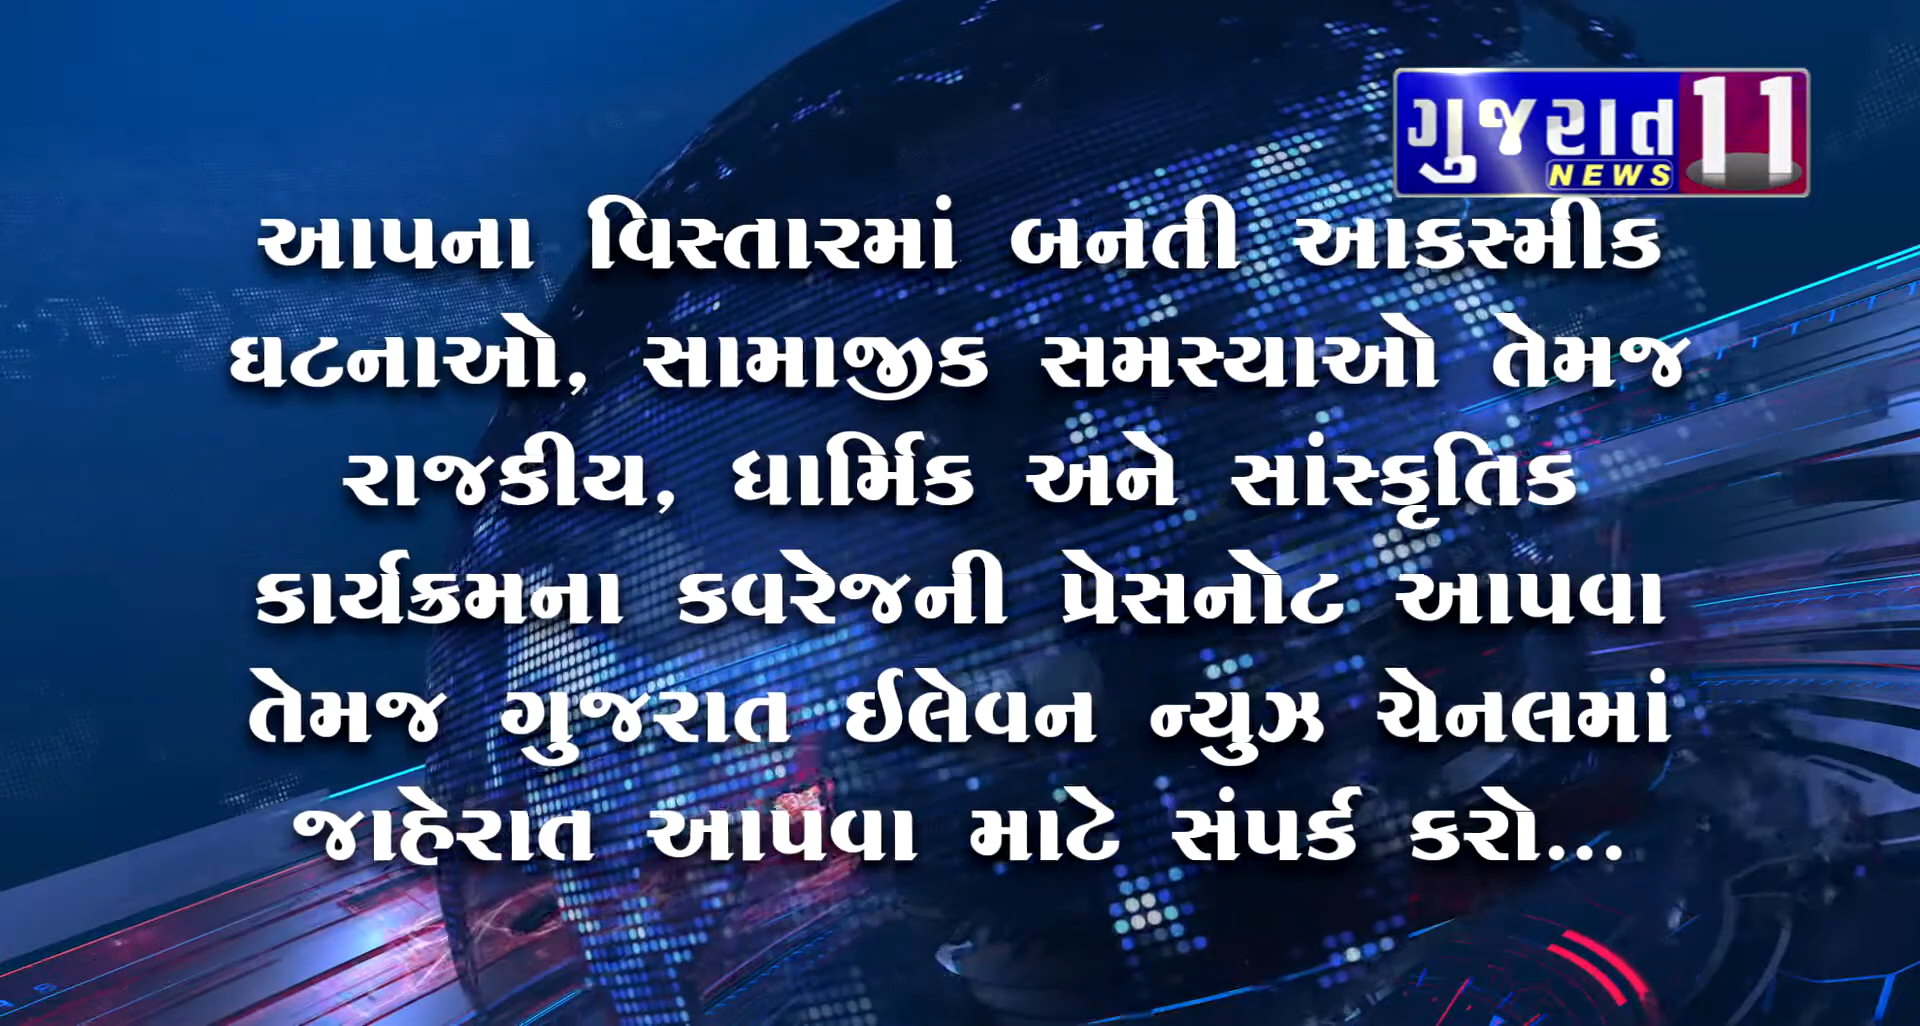 ગુજરાત 11
NEWS
આપના વિસ્તારમાં બનતી આકસ્મીક
ઘટનાઓ, સામાજીક સમસ્યાઓ તેમજ
રાજકીય, ધાર્મિક અને સાંસ્કૃતિક
કાર્યક્રમના કવરેજની પ્રેસનોટ આપવા
તેમજ ગુજરાત ઈલેવન ન્યુઝ ચેનલમાં
જાહેરાત આપવા માટે સંપર્ક કરો...